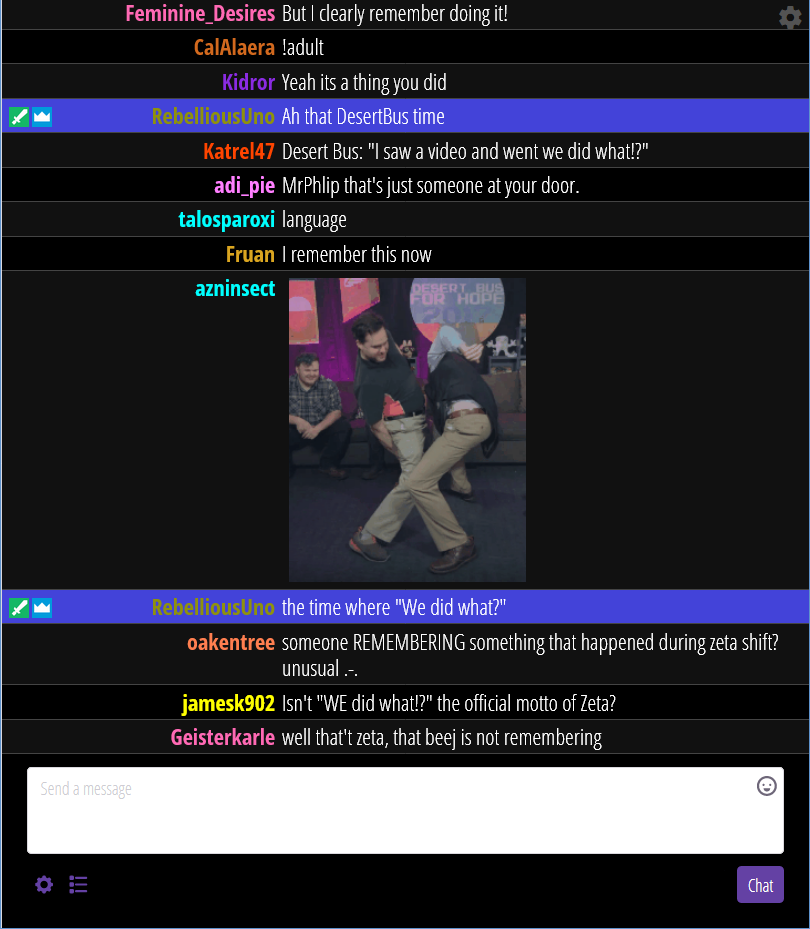 Feminine_Desires But I clearly remember doing it!
CalAlaera !adult
Kidror Yeah its a thing you did
RebelliousUno Ah that DesertBus time
Katrel47 Desert Bus: "I saw a video and went we did what!?"
adi_pie MrPhlip that's just someone at your door.
talosparoxi language
Fruan I remember this now
azninsect
DESERT BUS
FOR HOPE
2017
RebelliousUno the time where "We did what?"
oakentree someone REMEMBERING something that happened during zeta shift?
unusual .-.
jamesk902 Isn't "WE did what!?" the official motto of Zeta?
Geisterkarle well that't zeta, that beej is not remembering
Send a message
Chat